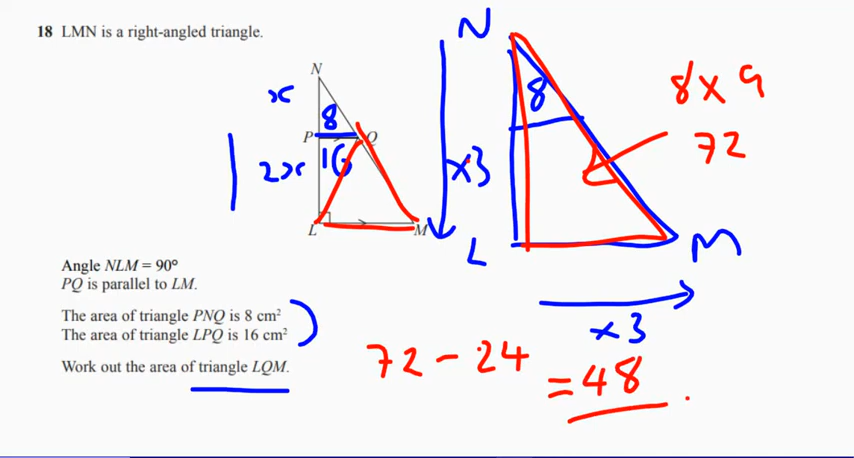 18 LMN is a right-angled triangle.
N
x
8
P
Q
2x
16
L
M
N
8
×3
L
M
×3
8 × 9
72
Angle NLM = 90°
PQ is parallel to LM.
The area of triangle PNQ is 8 cm²
The area of triangle LPQ is 16 cm²
Work out the area of triangle LQM.
72 - 24
= 48